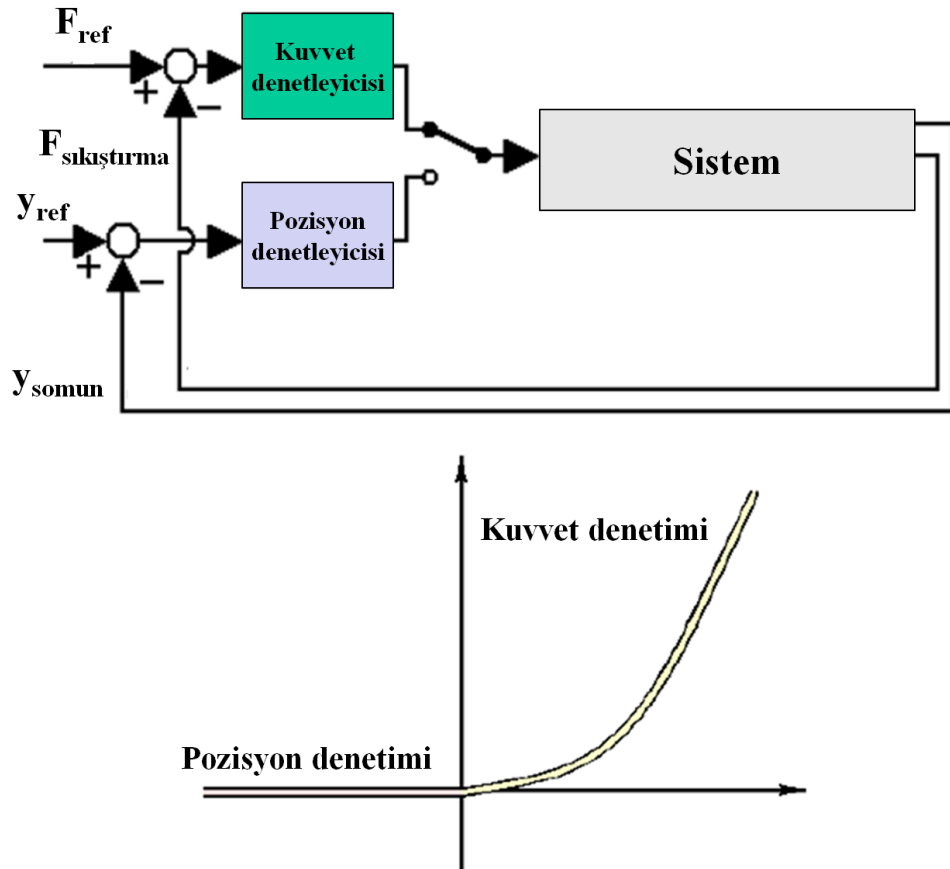 F_ref
+
−
Kuvvet
denetleyicisi
F_sıkıştırma
Sistem
y_ref
+
−
Pozisyon
denetleyicisi
y_somun
Kuvvet denetimi
Pozisyon denetimi